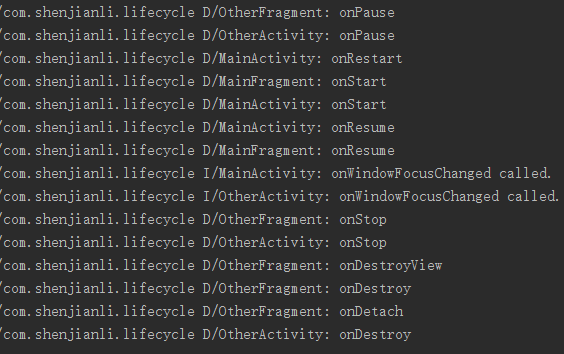 /com.shenjianli.lifecycle D/OtherFragment: onPause
/com.shenjianli.lifecycle D/OtherActivity: onPause
/com.shenjianli.lifecycle D/MainActivity: onRestart
/com.shenjianli.lifecycle D/MainFragment: onStart
/com.shenjianli.lifecycle D/MainActivity: onStart
/com.shenjianli.lifecycle D/MainActivity: onResume
/com.shenjianli.lifecycle D/MainFragment: onResume
/com.shenjianli.lifecycle I/MainActivity: onWindowFocusChanged called.
/com.shenjianli.lifecycle I/OtherActivity: onWindowFocusChanged called.
/com.shenjianli.lifecycle D/OtherFragment: onStop
/com.shenjianli.lifecycle D/OtherActivity: onStop
/com.shenjianli.lifecycle D/OtherFragment: onDestroyView
/com.shenjianli.lifecycle D/OtherFragment: onDestroy
/com.shenjianli.lifecycle D/OtherFragment: onDetach
/com.shenjianli.lifecycle D/OtherActivity: onDestroy